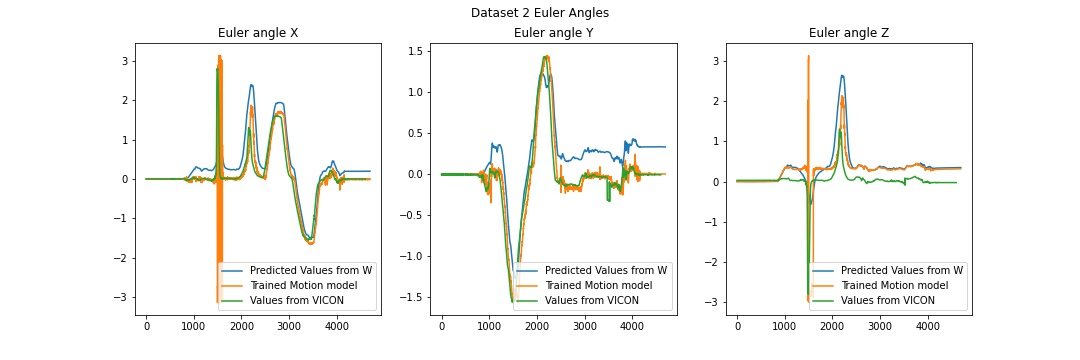 Dataset 2 Euler Angles
Euler angle X
3
2
1
0
−1
−2
−3
0
1000
2000
3000
4000
Predicted Values from W
Trained Motion model
Values from VICON
Euler angle Y
1.5
1.0
0.5
0.0
−0.5
−1.0
−1.5
0
1000
2000
3000
4000
Predicted Values from W
Trained Motion model
Values from VICON
Euler angle Z
3
2
1
0
−1
−2
−3
0
1000
2000
3000
4000
Predicted Values from W
Trained Motion model
Values from VICON